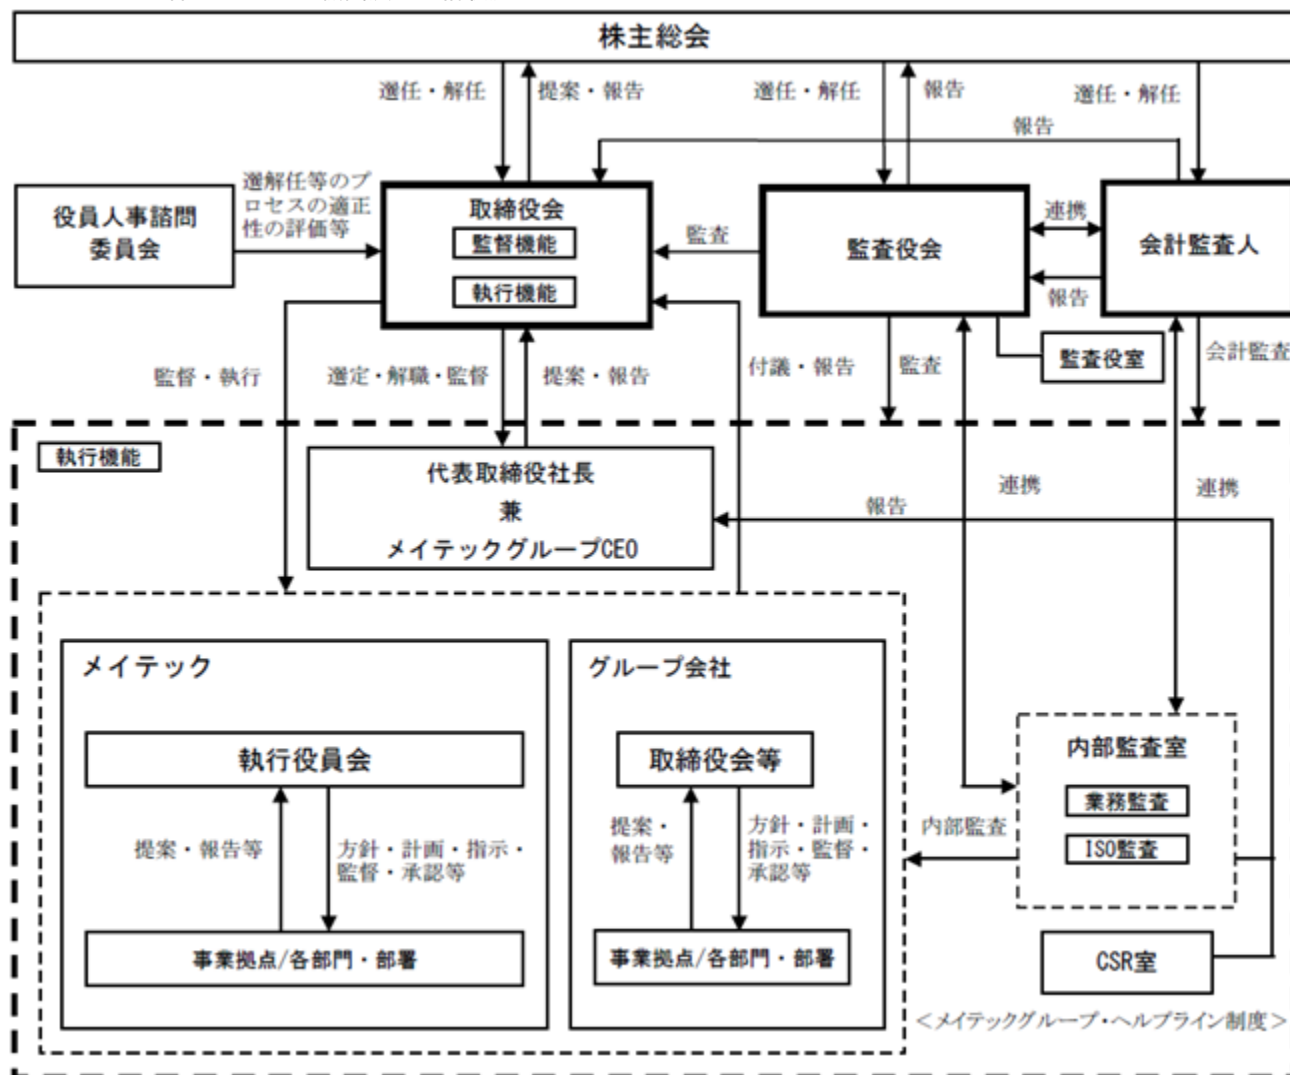 株主総会
選任・解任
提案・報告
選任・解任
報告
選任・解任
報告
役員人事諮問
委員会
選解任等のプ
ロセスの適正
性の評価等
取締役会
監督機能
執行機能
監査
監査役会
連携
報告
会計監査人
監査役室
監督・執行
選定・解職・監督
提案・報告
付議・報告
監査
会計監査
執行機能
代表取締役社長
兼
メイテックグループCEO
報告
連携
連携
メイテック
執行役員会
提案・報告等
方針・計画・指示・
監督・承認等
事業拠点/各部門・部署
グループ会社
取締役会等
提案・
報告等
方針・計画・
指示・監督・
承認等
事業拠点/各部門・部署
内部監査
内部監査室
業務監査
ISO監査
CSR室
＜メイテックグループ・ヘルプライン制度＞